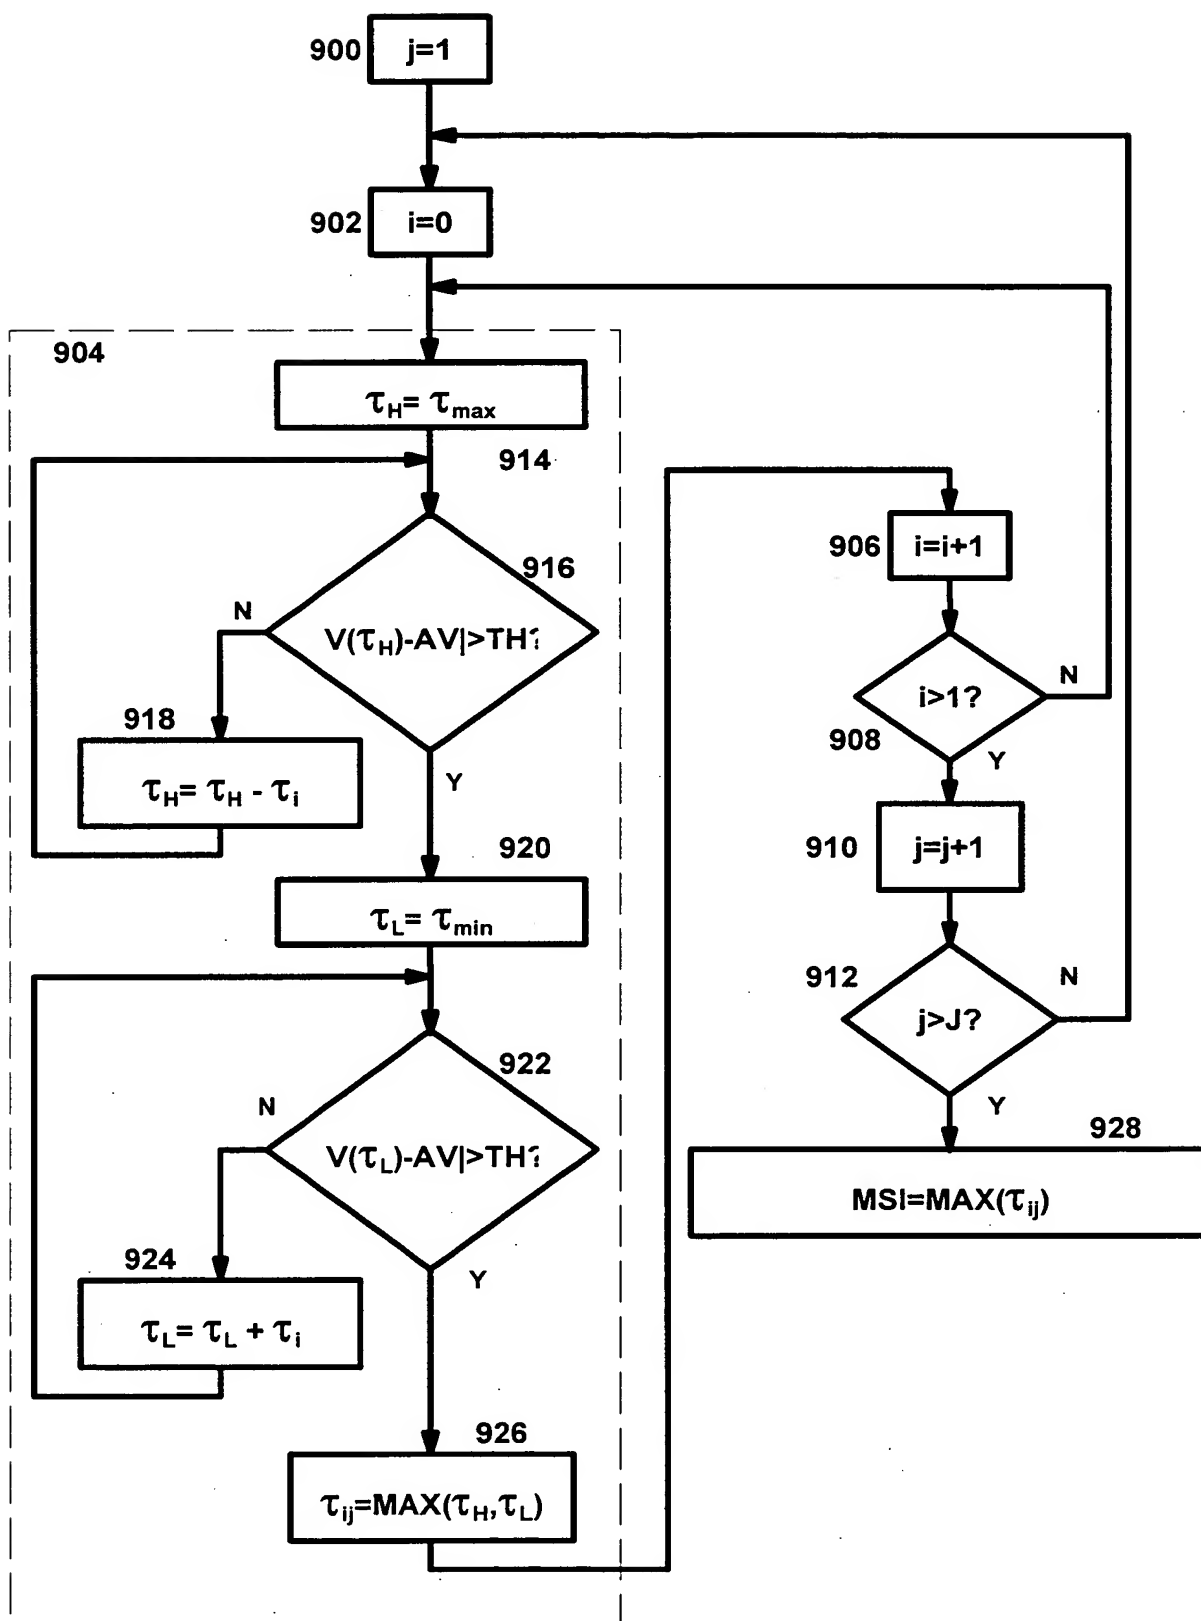 900
j=1
902
i=0
904
τH= τmax
914
916
N
V(τH)-AV|>TH?
918
Y
τH= τH - τi
920
τL= τmin
922
N
V(τL)-AV|>TH?
924
Y
τL= τL + τi
926
τij=MAX(τH,τL)
906
i=i+1
N
i>1?
908
Y
910
j=j+1
912
N
j>J?
Y
928
MSI=MAX(τij)